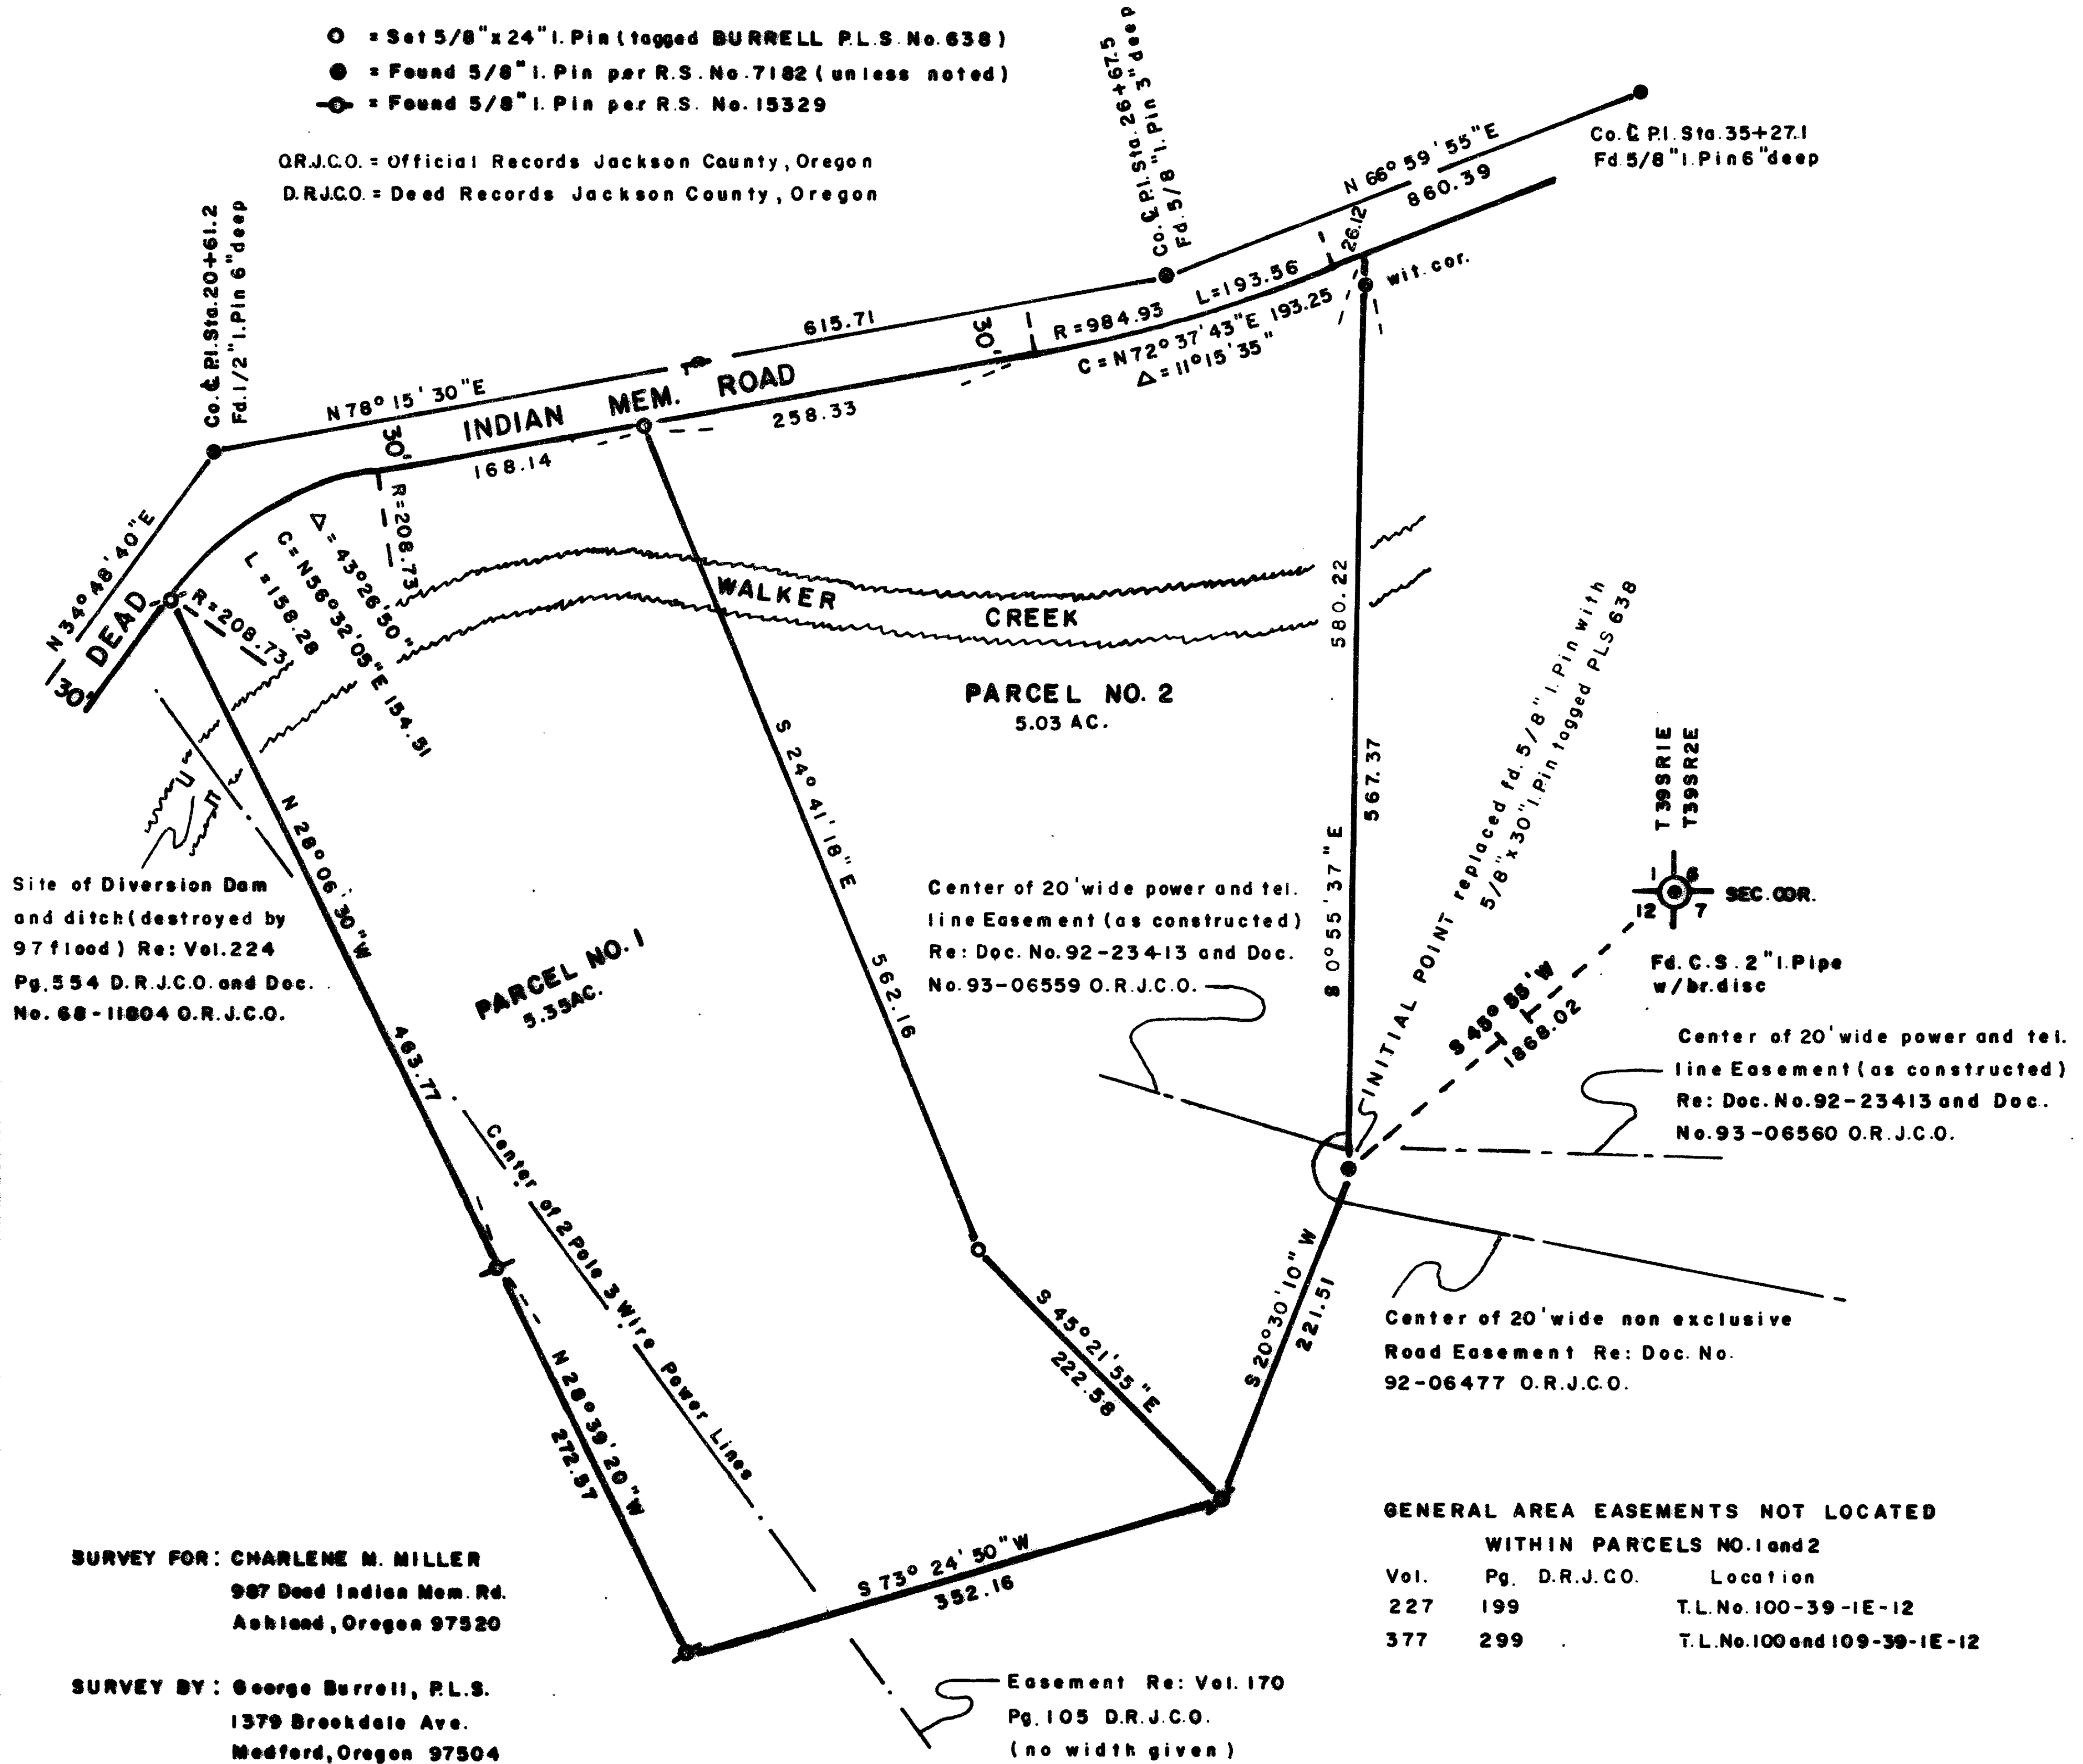 = Set 5/8" x 24" I. Pin (tagged BURRELL P.L.S. No. 638)
= Found 5/8" I. Pin per R.S. No. 7182 (unless noted)
= Found 5/8" I. Pin per R.S. No. 15329
O.R.J.C.O. = Official Records Jackson County, Oregon
D.R.J.C.O. = Deed Records Jackson County, Oregon
Co. ℄ P.I. Sta. 20+61.2
Fd. 1/2" I. Pin 6" deep
Co. ℄ P.I. Sta. 26+67.5
Fd. 5/8" I. Pin 3" deep
Co. ℄ P.I. Sta. 35+27.1
Fd. 5/8" I. Pin 6" deep
N 66° 59' 55" E
860.39
26.12
wit. cor.
615.71
N 78° 15' 30" E
30'
30'
R=984.93 L=193.56
C = N 72° 37' 43" E 193.25
Δ = 11° 15' 35"
DEAD INDIAN MEM. ROAD
168.14
258.33
N 34° 48' 40" E
30'
R=208.73
R=208.73
Δ = 43° 26' 50"
C = N 56° 32' 05" E 154.51
L = 158.28
WALKER CREEK
PARCEL NO. 2
5.03 AC.
580.22
567.37
S 0° 55' 37" E
S 24° 41' 18" E
562.16
N 28° 06' 30" W
463.77
PARCEL NO. 1
5.35 AC.
Site of Diversion Dam
and ditch (destroyed by
97 flood) Re: Vol. 224
Pg. 554 D.R.J.C.O. and Doc.
No. 68-11804 O.R.J.C.O.
Center of 20' wide power and tel.
line Easement (as constructed)
Re: Doc. No. 92-23413 and Doc.
No. 93-06559 O.R.J.C.O.
INITIAL POINT replaced fd. 5/8" I. Pin with
5/8" x 30" I. Pin tagged PLS 638
T39SR1E
T39SR2E
1 6
12 7
SEC. COR.
Fd. C.S. 2" I. Pipe
w/ br. disc
S 45° 55' W
1868.02
Center of 20' wide power and tel.
line Easement (as constructed)
Re: Doc. No. 92-23413 and Doc.
No. 93-06560 O.R.J.C.O.
Center of 2 Pole 3 Wire Power Lines
S 45° 21' 55" E
222.58
S 20° 30' 10" W
221.51
Center of 20' wide non exclusive
Road Easement Re: Doc. No.
92-06477 O.R.J.C.O.
N 28° 39' 20" W
272.57
S 73° 24' 50" W
352.16
Easement Re: Vol. 170
Pg. 105 D.R.J.C.O.
(no width given)
SURVEY FOR: CHARLENE M. MILLER
987 Dead Indian Mem. Rd.
Ashland, Oregon 97520
SURVEY BY: George Burrell, P.L.S.
1379 Brookdale Ave.
Medford, Oregon 97504
GENERAL AREA EASEMENTS NOT LOCATED
WITHIN PARCELS NO. 1 and 2
Vol. Pg. D.R.J.C.O. Location
227 199 T.L. No. 100-39-1E-12
377 299 T.L. No. 100 and 109-39-1E-12